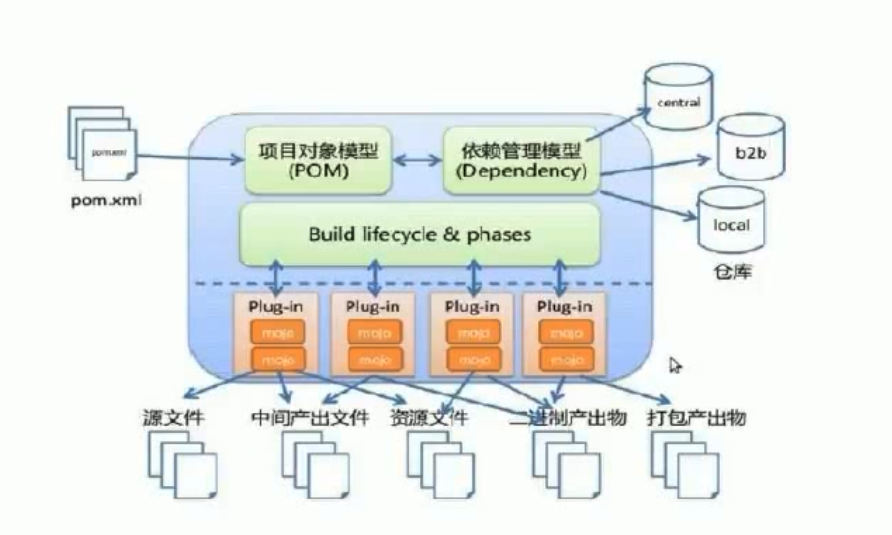 central
项目对象模型
(POM)
依赖管理模型
(Dependency)
pom.xml
b2b
pom.xml
local
Build lifecycle & phases
仓库
Plug-in
Plug-in
Plug-in
Plug-in
mojo
mojo
mojo
mojo
mojo
mojo
mojo
mojo
源文件
中间产出文件
资源文件
二进制产出物
打包产出物